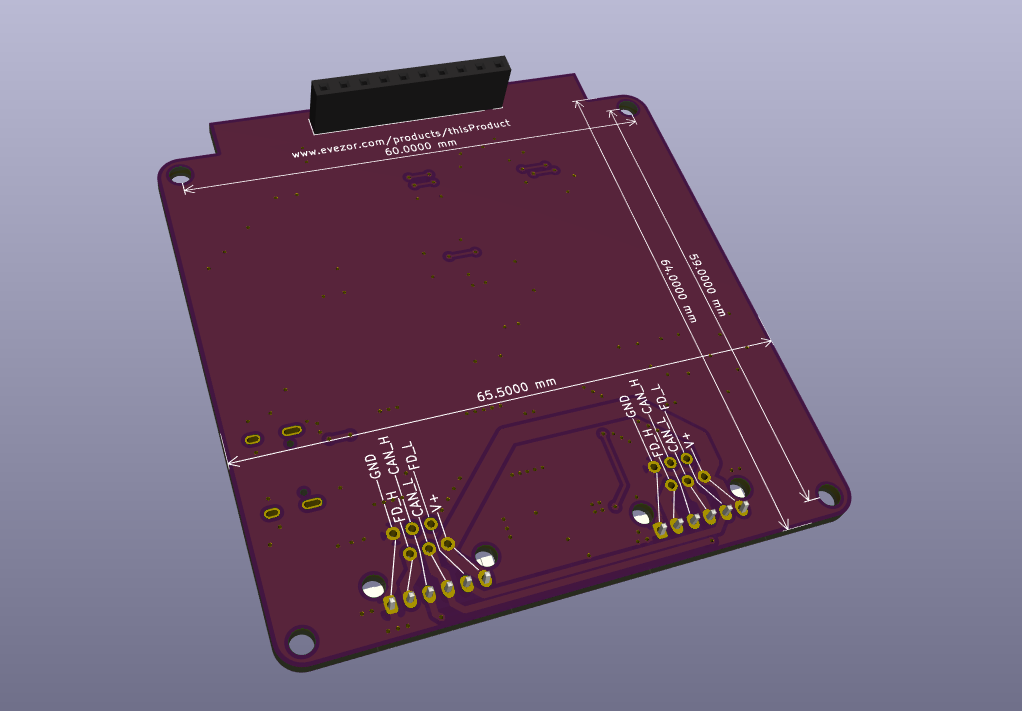 www.evezor.com/products/thisProduct
60.0000 mm
64.0000 mm
59.0000 mm
65.5000 mm
GND
FD_H
CAN_H
CAN_L
FD_L
V+
GND
FD_H
CAN_H
CAN_L
FD_L
V+